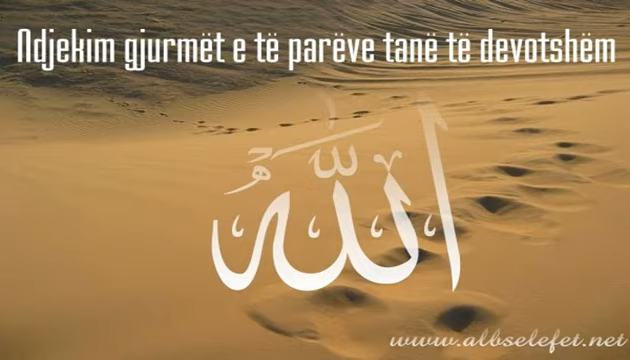 Ndjekim gjurmët e të parëve tanë të devotshëm
الله
www.albselefet.net